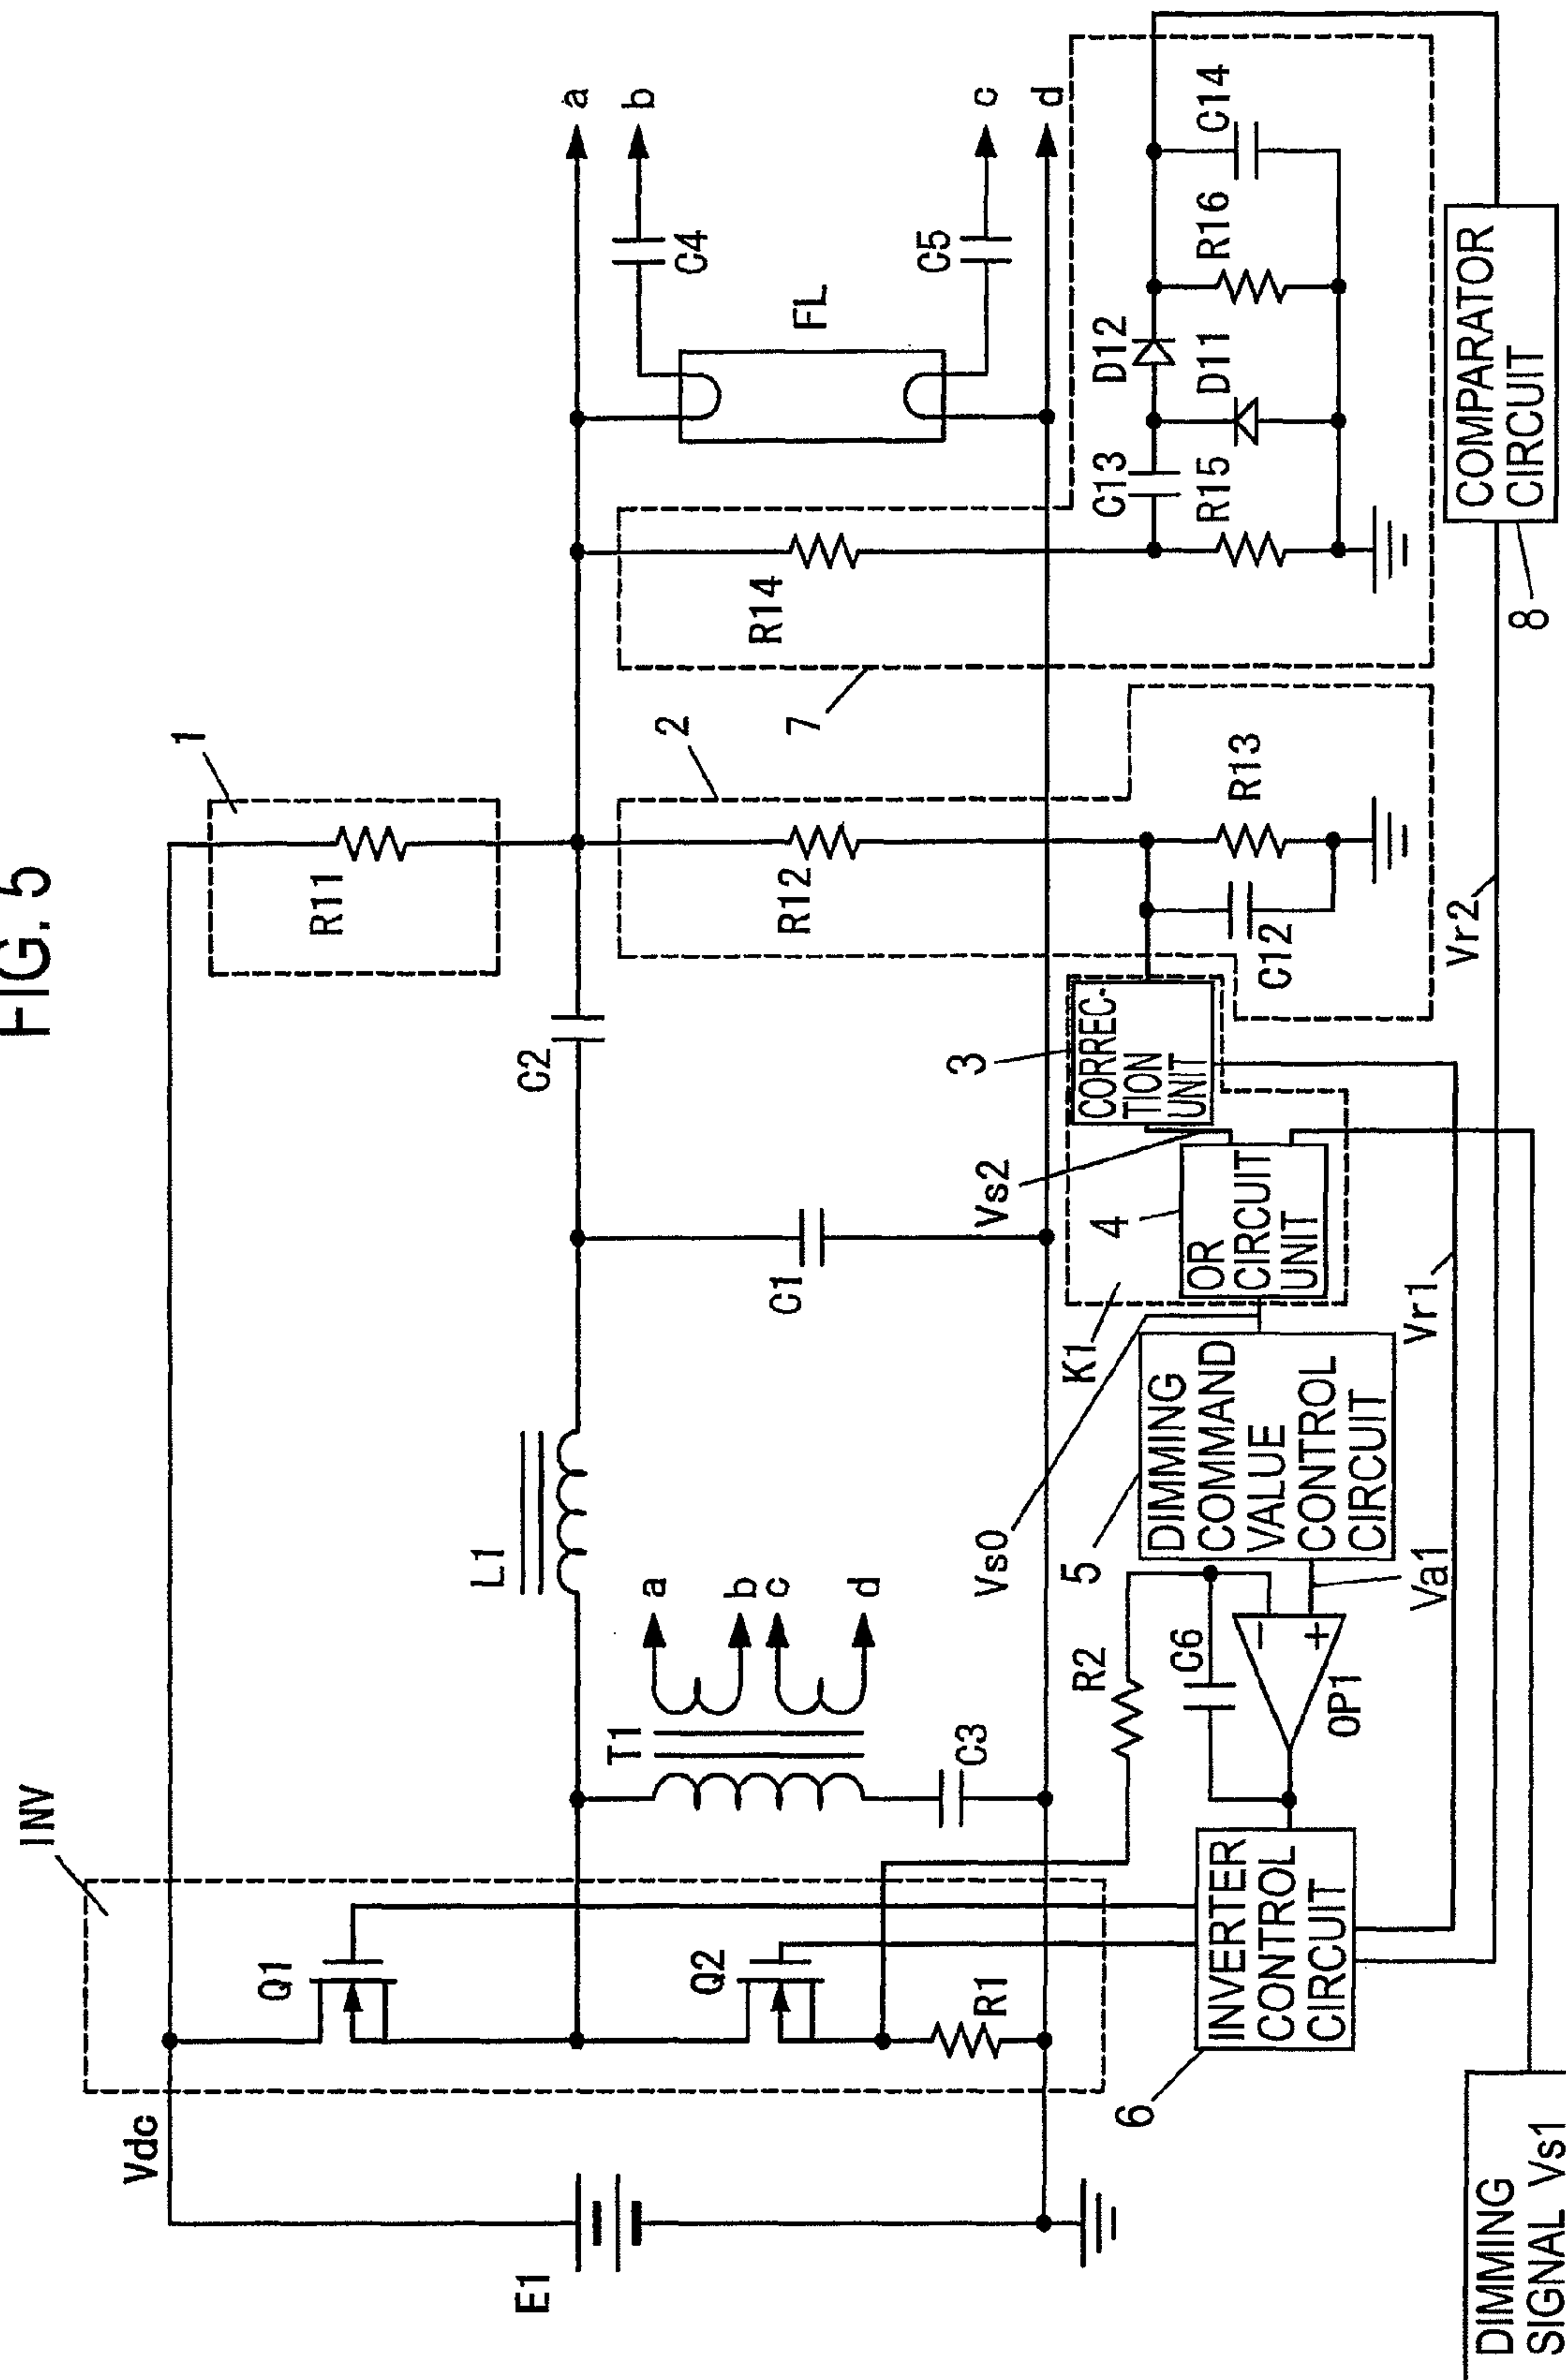 FIG. 5
INV
Vdc
E1
Q1
Q2
R1
T1
C3
a
b
c
d
L1
C1
C2
1
R11
2
R12
R13
C12
7
R14
R15
C13
D11
D12
R16
C14
FL
C4
C5
a
b
c
d
3
CORREC-
TION
UNIT
Vs2
4
OR
CIRCUIT
UNIT
K1
Vs0
5
DIMMING
COMMAND
VALUE
CONTROL
CIRCUIT
Va1
R2
C6
−
+
OP1
6
INVERTER
CONTROL
CIRCUIT
Vr1
Vr2
8
COMPARATOR
CIRCUIT
DIMMING
SIGNAL Vs1